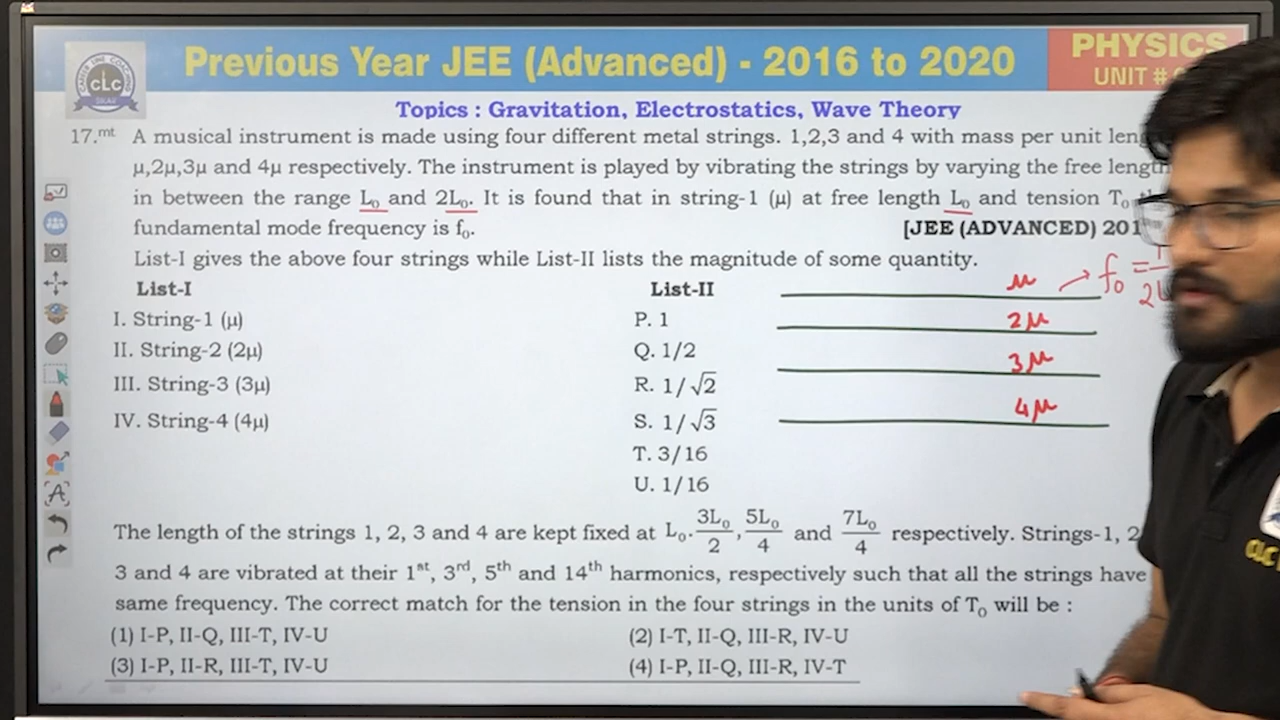 Previous Year JEE (Advanced) - 2016 to 2020
PHYSICS
UNIT #
CLC
SIKAR
Topics : Gravitation, Electrostatics, Wave Theory
17.mt A musical instrument is made using four different metal strings. 1,2,3 and 4 with mass per unit
μ,2μ,3μ and 4μ respectively. The instrument is played by vibrating the strings by varying the free length
in between the range L₀ and 2L₀. It is found that in string-1 (μ) at free length L₀ and tension T₀
fundamental mode frequency is f₀. [JEE (ADVANCED) 201
List-I gives the above four strings while List-II lists the magnitude of some quantity.
List-I List-II
I. String-1 (μ) P. 1
II. String-2 (2μ) Q. 1/2
III. String-3 (3μ) R. 1/√2
IV. String-4 (4μ) S. 1/√3
T. 3/16
U. 1/16
μ → f₀ =
2μ
3μ
4μ
The length of the strings 1, 2, 3 and 4 are kept fixed at L₀. 3L₀/2, 5L₀/4 and 7L₀/4 respectively. Strings-1, 2
3 and 4 are vibrated at their 1st, 3rd, 5th and 14th harmonics, respectively such that all the strings have
same frequency. The correct match for the tension in the four strings in the units of T₀ will be :
(1) I-P, II-Q, III-T, IV-U (2) I-T, II-Q, III-R, IV-U
(3) I-P, II-R, III-T, IV-U (4) I-P, II-Q, III-R, IV-T